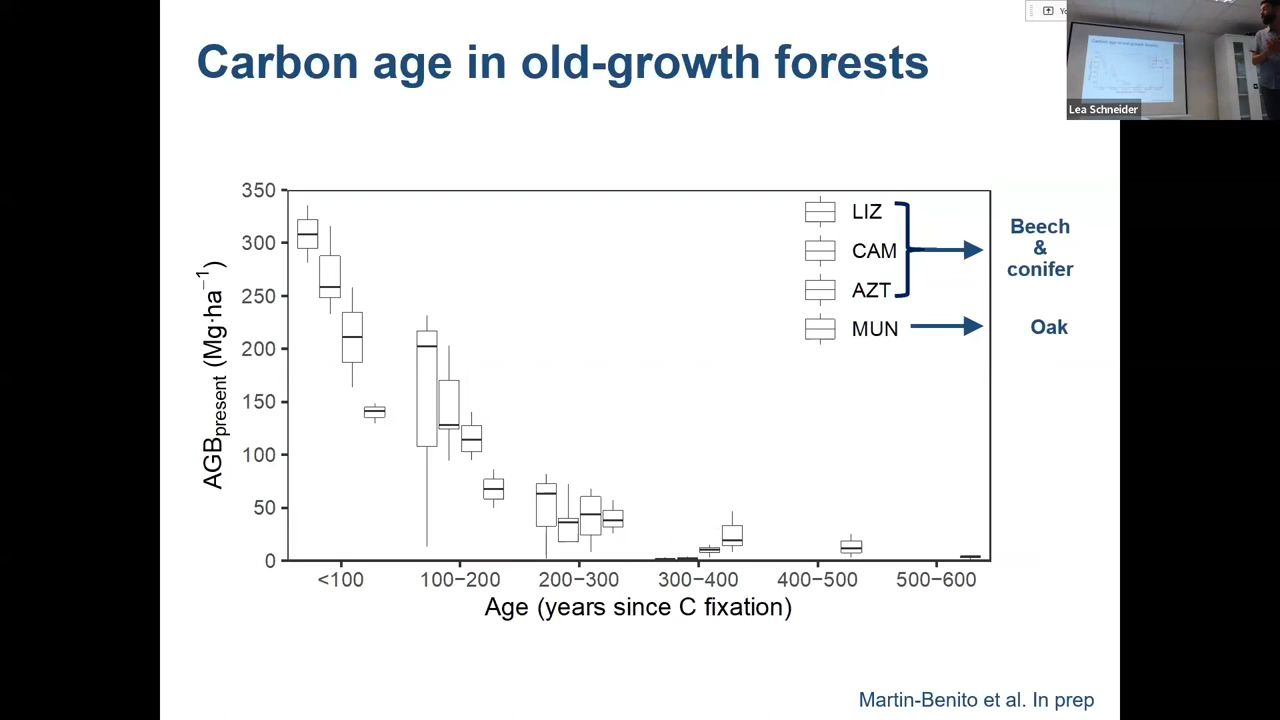 Carbon age in old-growth forests
Yo
Lea Schneider
350
300
250
200
150
100
50
0
AGBpresent (Mg·ha−1)
LIZ
CAM
AZT
MUN
Beech
&
conifer
Oak
<100
100−200
200−300
300−400
400−500
500−600
Age (years since C fixation)
Martin-Benito et al. In prep